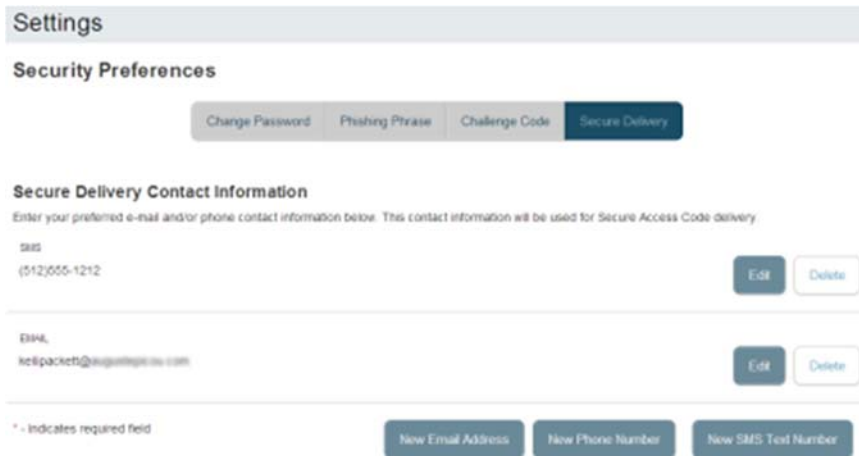 Settings
Security Preferences
Change Password Phishing Phrase Challenge Code Secure Delivery
Secure Delivery Contact Information
Enter your preferred e-mail and/or phone contact information below. This contact information will be used for Secure Access Code delivery.
SMS
(512)555-1212
Edit Delete
EMAIL
kellipackett@
Edit Delete
* - Indicates required field
New Email Address New Phone Number New SMS Text Number